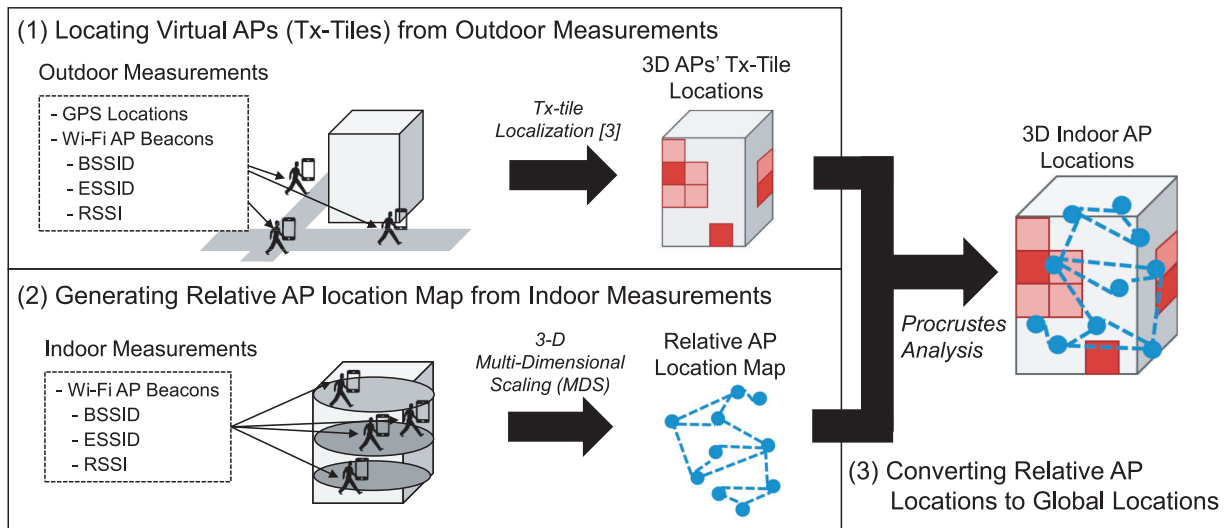 (1) Locating Virtual APs (Tx-Tiles) from Outdoor Measurements
Outdoor Measurements
- GPS Locations
- Wi-Fi AP Beacons
- BSSID
- ESSID
- RSSI
Tx-tile
Localization [3]
3D APs' Tx-Tile
Locations
(2) Generating Relative AP location Map from Indoor Measurements
Indoor Measurements
- Wi-Fi AP Beacons
- BSSID
- ESSID
- RSSI
3-D
Multi-Dimensional
Scaling (MDS)
Relative AP
Location Map
3D Indoor AP
Locations
Procrustes
Analysis
(3) Converting Relative AP
Locations to Global Locations